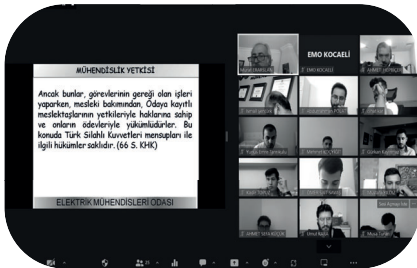 MÜHENDİSLİK YETKİSİ
Ancak bunlar, görevlerinin gereği olan işleri
yaparken, mesleki bakımından, Odaya kayıtlı
meslektaşlarının yetkileriyle haklarına sahip
ve onların ödevleriyle yükümlüdürler. Bu
konuda Türk Silahlı Kuvvetleri mensupları ile
ilgili hükümler saklıdır. (66 S. KHK)
ELEKTRİK MÜHENDİSLERİ ODASI
EMO KOCAELİ
EMO KOCAELİ